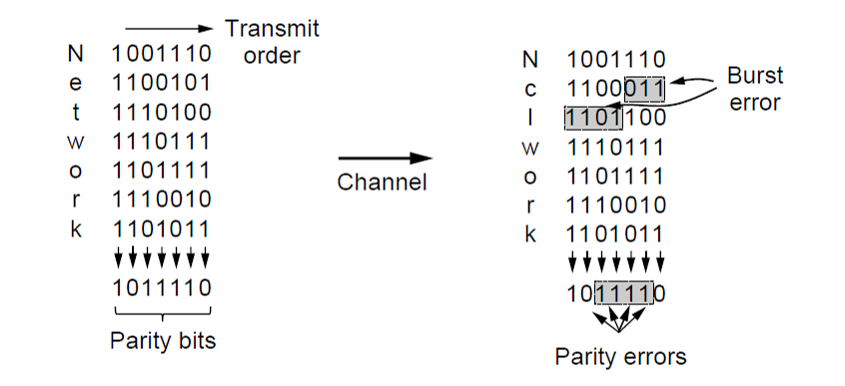 Transmit
order
N 1001110
e 1100101
t 1110100
w 1110111
o 1101111
r 1110010
k 1101011
1011110
Parity bits
Channel
N 1001110
c 1100011
l 1101100
w 1110111
o 1101111
r 1110010
k 1101011
1011110
Parity errors
Burst
error